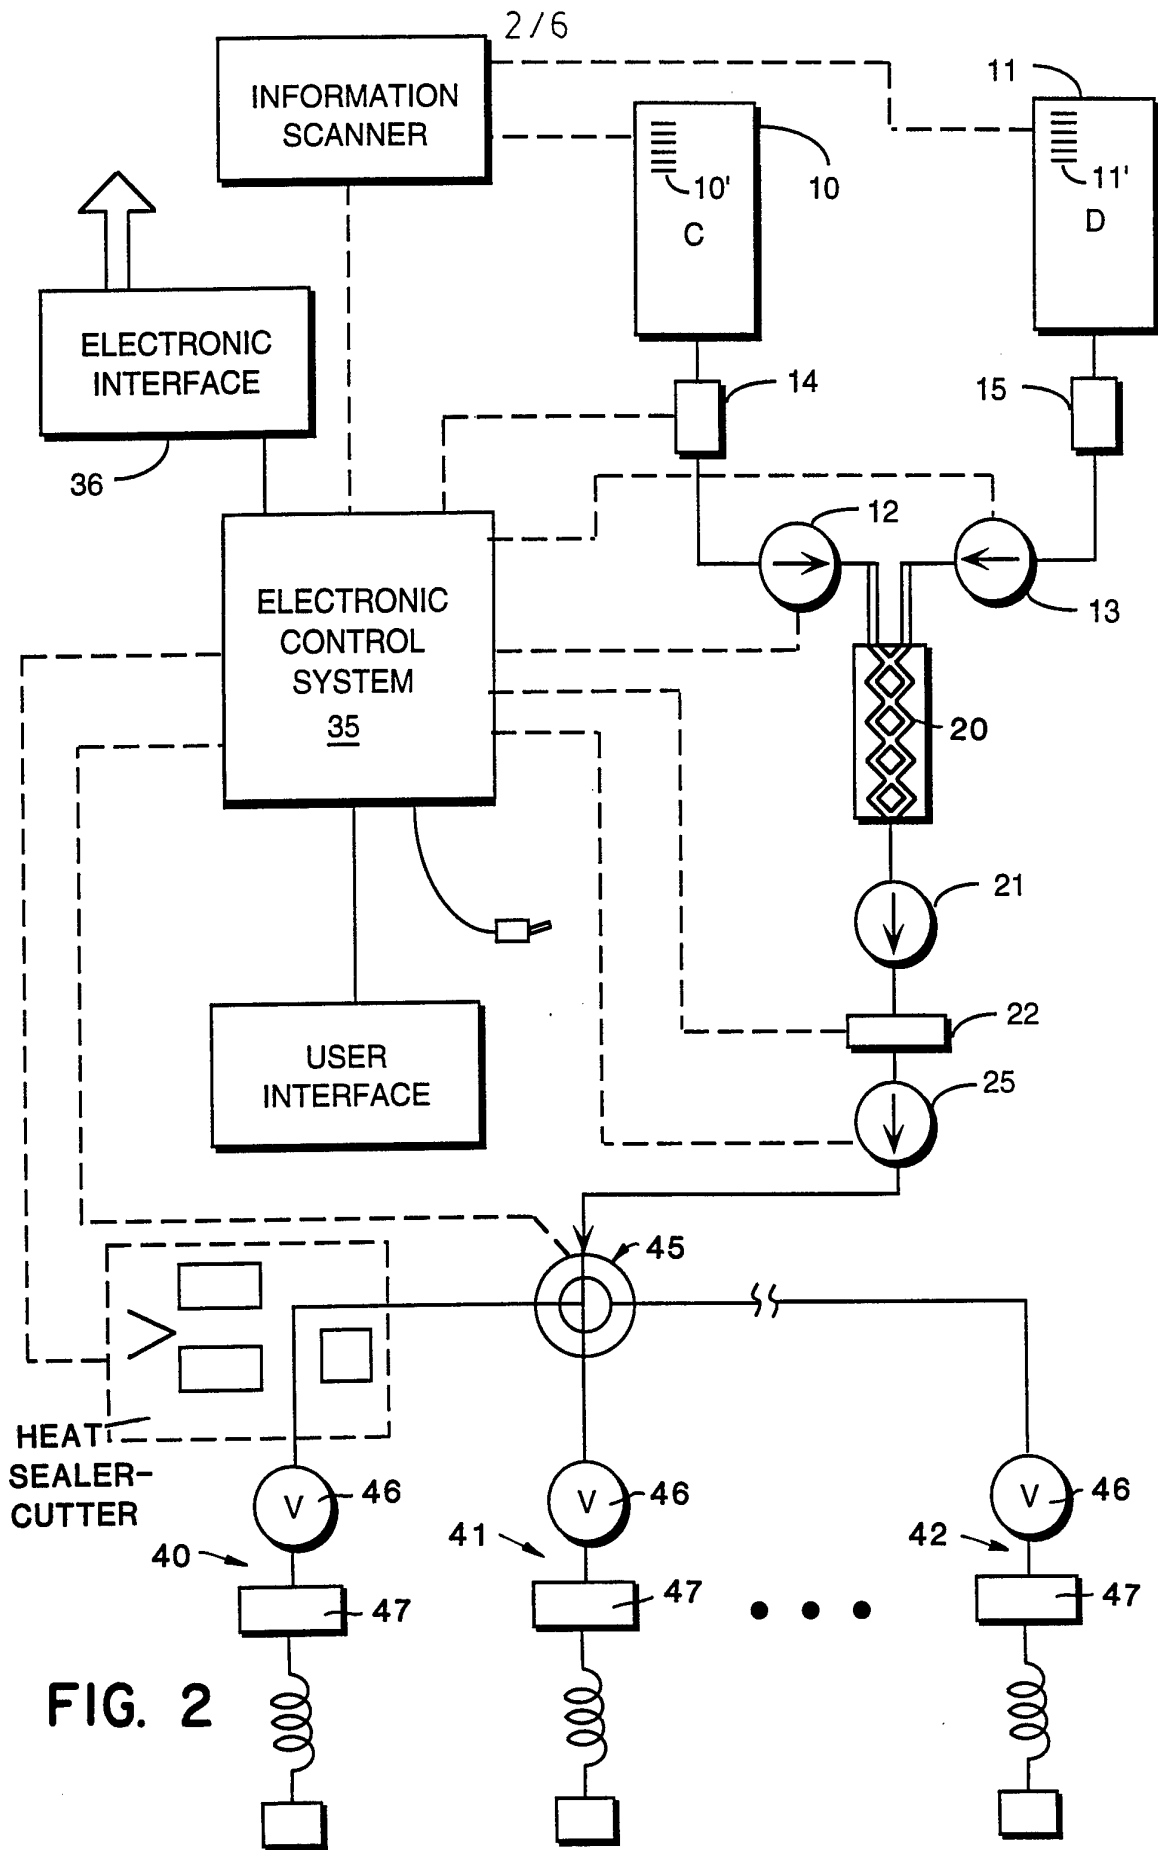 2/6
INFORMATION
SCANNER
11
10'
10
11'
C
D
ELECTRONIC
INTERFACE
14
15
36
12
13
ELECTRONIC
CONTROL
SYSTEM
35
20
21
22
USER
INTERFACE
25
45
HEAT
SEALER-
CUTTER
V
46
V
46
V
46
40
41
42
47
47
47
FIG. 2